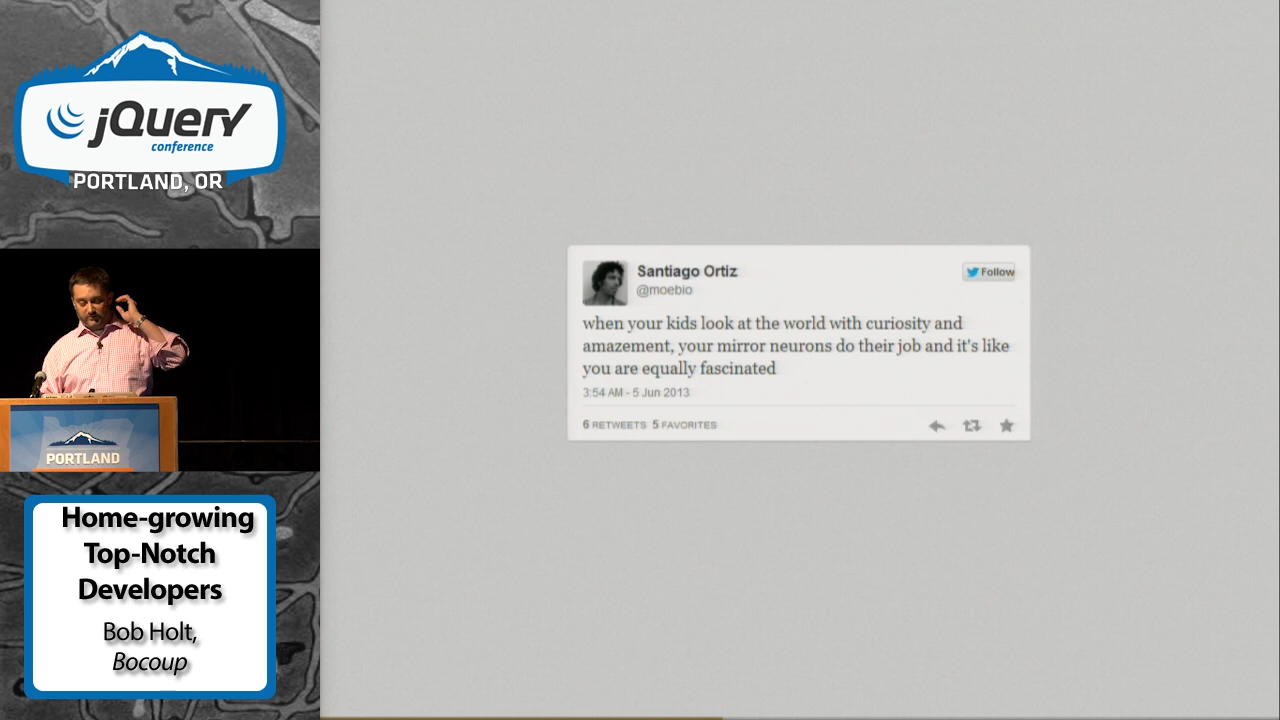 jQuery
conference
PORTLAND, OR
PORTLAND
Home-growing
Top-Notch
Developers
Bob Holt,
Bocoup
Santiago Ortiz
@moebio
Follow
when your kids look at the world with curiosity and
amazement, your mirror neurons do their job and it's like
you are equally fascinated
3:54 AM - 5 Jun 2013
6 RETWEETS 5 FAVORITES